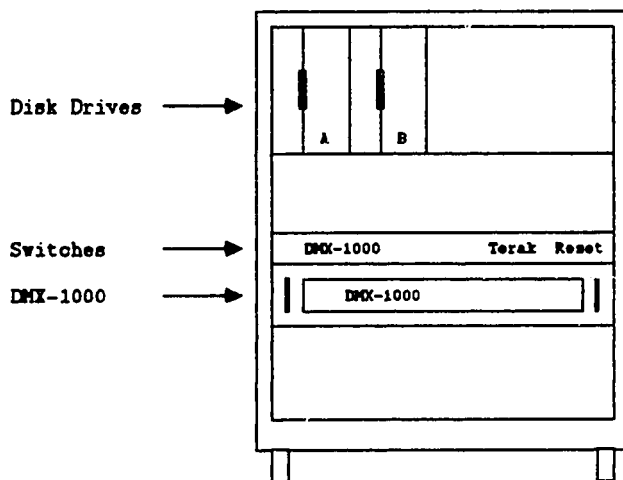 Disk Drives
A B
Switches
DMX-1000 Terak Reset
DMX-1000
DMX-1000